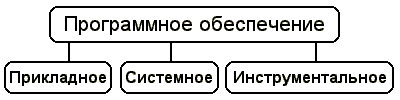 Программное обеспечение
Прикладное
Системное
Инструментальное